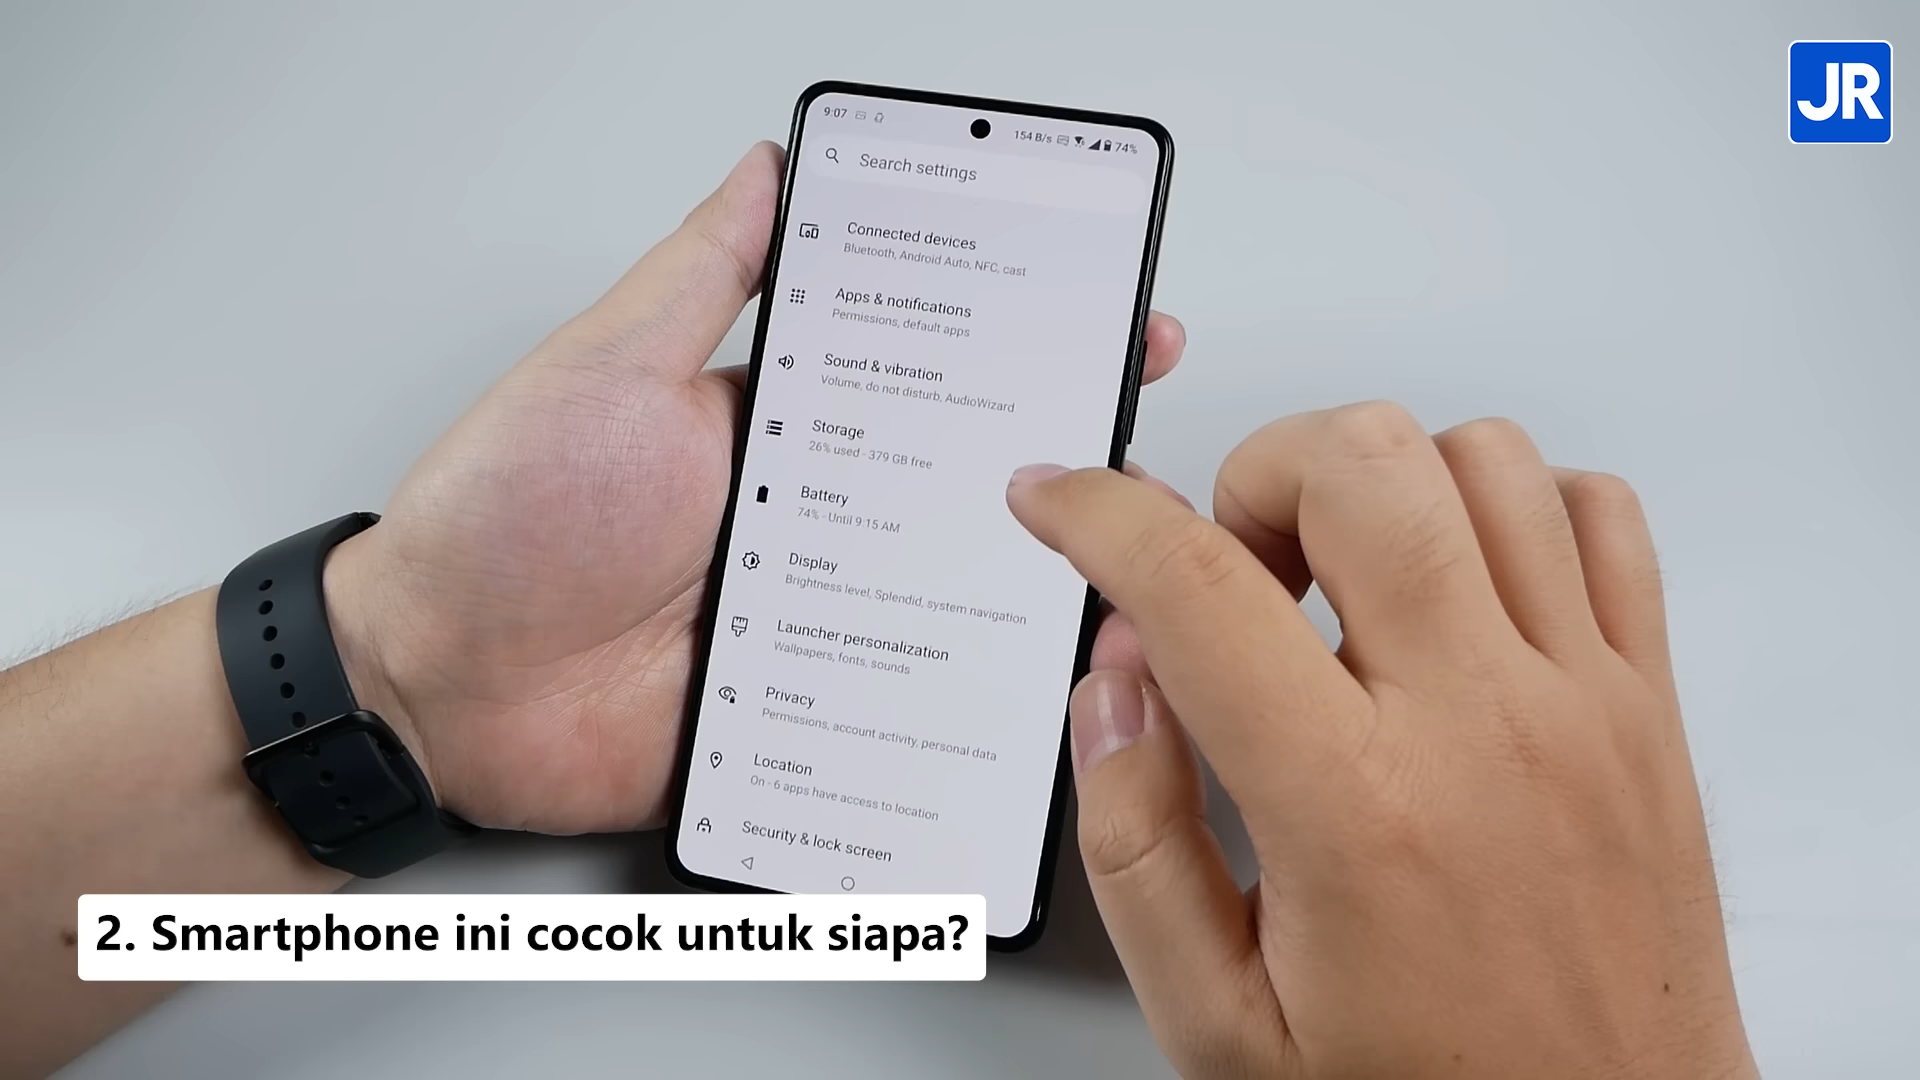 JR
9:07 154 B/s 74%
Search settings
Connected devices
Bluetooth, Android Auto, NFC, cast
Apps & notifications
Permissions, default apps
Sound & vibration
Volume, do not disturb, AudioWizard
Storage
26% used - 379 GB free
Battery
74% - Until 9:15 AM
Display
Brightness level, Splendid, system navigation
Launcher personalization
Wallpapers, fonts, sounds
Privacy
Permissions, account activity, personal data
Location
On - 6 apps have access to location
Security & lock screen
2. Smartphone ini cocok untuk siapa?